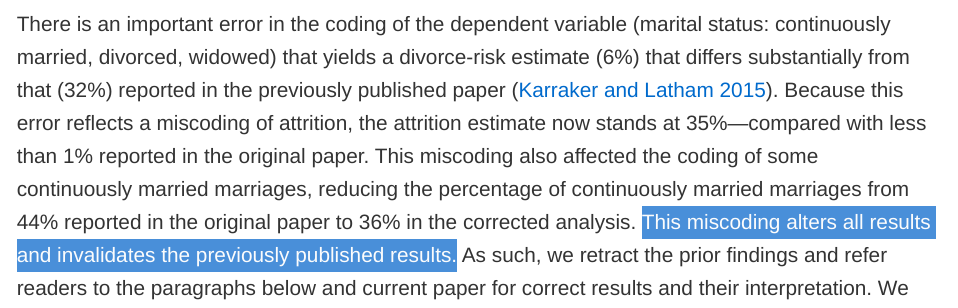 There is an important error in the coding of the dependent variable (marital status: continuously
married, divorced, widowed) that yields a divorce-risk estimate (6%) that differs substantially from
that (32%) reported in the previously published paper (Karraker and Latham 2015). Because this
error reflects a miscoding of attrition, the attrition estimate now stands at 35%—compared with less
than 1% reported in the original paper. This miscoding also affected the coding of some
continuously married marriages, reducing the percentage of continuously married marriages from
44% reported in the original paper to 36% in the corrected analysis. This miscoding alters all results
and invalidates the previously published results. As such, we retract the prior findings and refer
readers to the paragraphs below and current paper for correct results and their interpretation. We